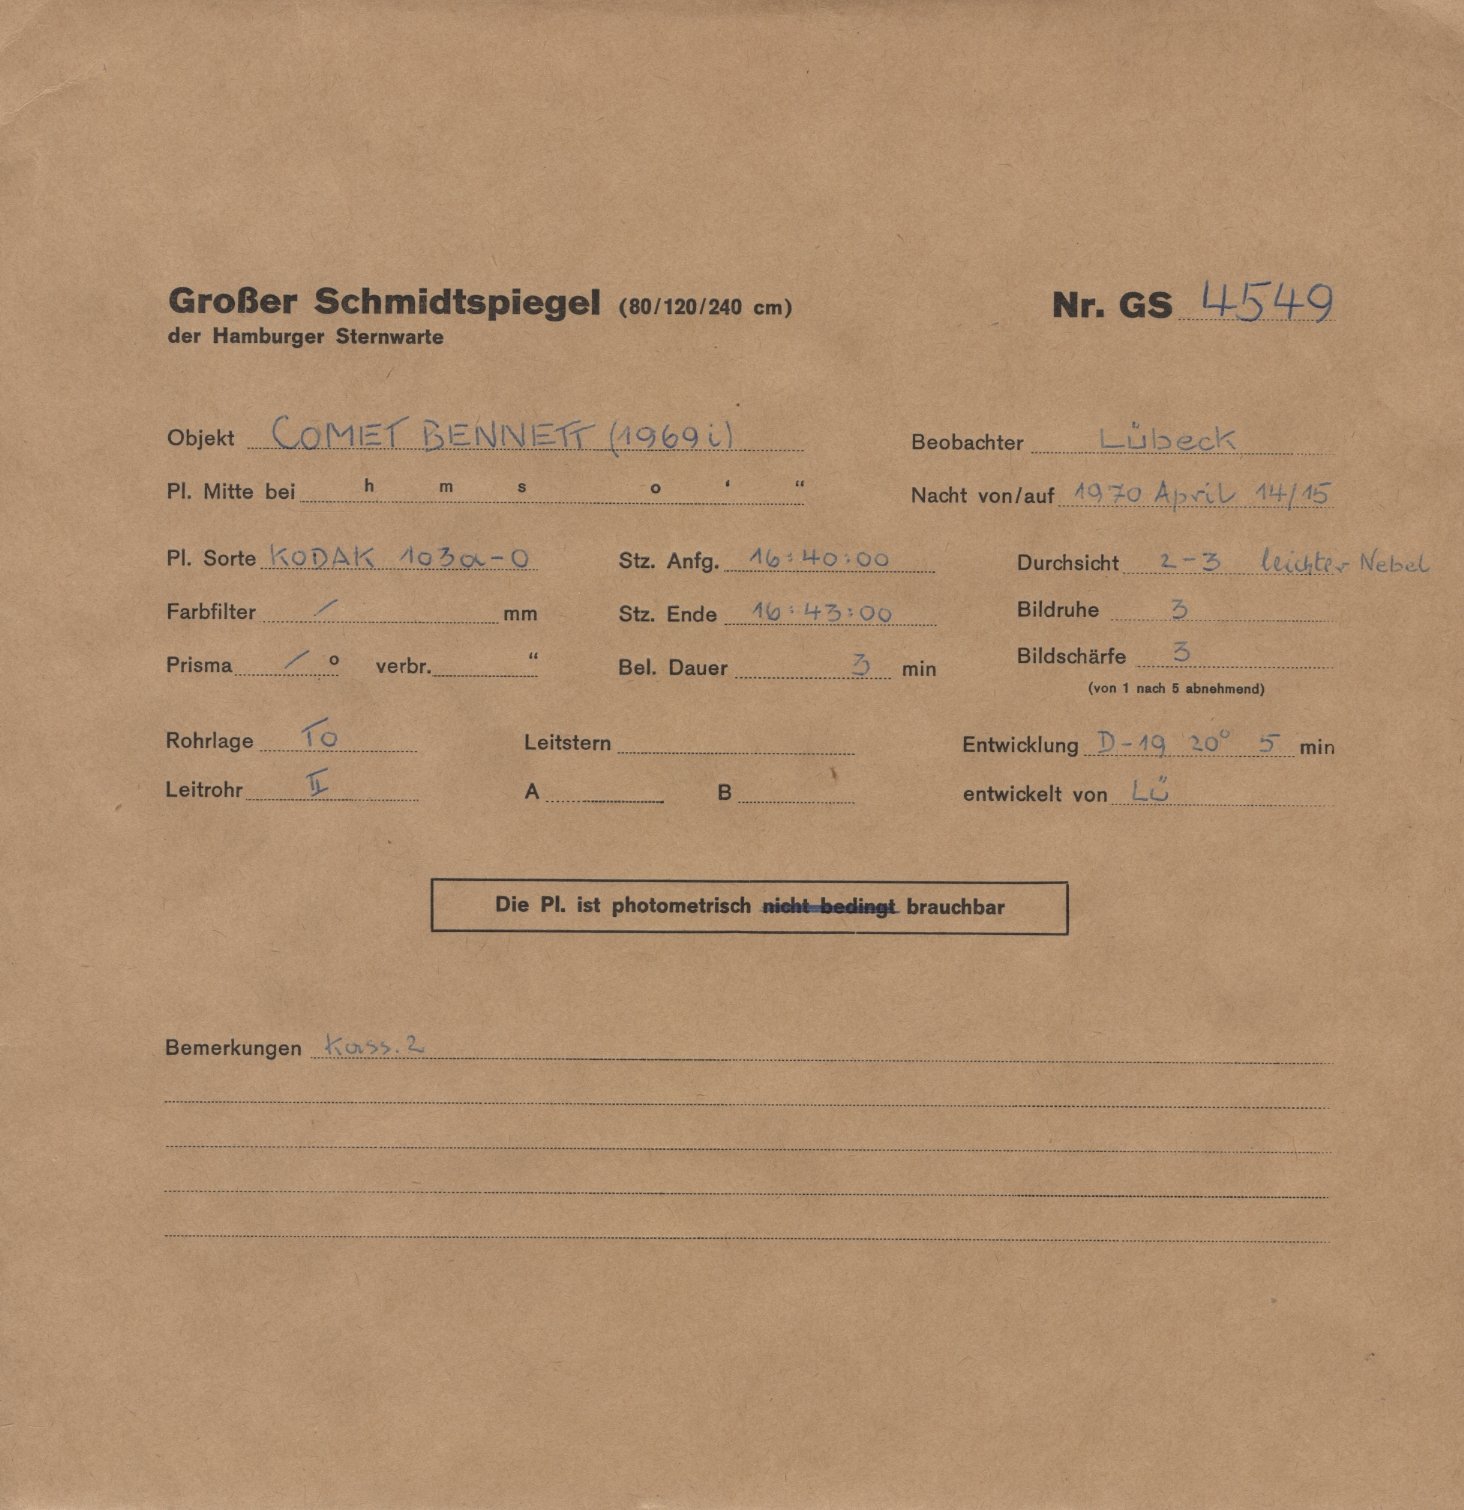 Großer Schmidtspiegel (80/120/240 cm) Nr. GS 4549
der Hamburger Sternwarte
Objekt COMET BENNETT (1969i) Beobachter Lübeck
Pl. Mitte bei h m s o ‘ “ Nacht von/auf 1970 April 14/15
Pl. Sorte KODAK 103a-O Stz. Anfg. 16:40:00 Durchsicht 2-3 leichter Nebel
Farbfilter / mm Stz. Ende 16:43:00 Bildruhe 3
Prisma / o verbr. “ Bel. Dauer 3 min Bildschärfe 3
(von 1 nach 5 abnehmend)
Rohrlage TO Leitstern Entwicklung D-19 20° 5 min
Leitrohr II A B entwickelt von LÜ
Die Pl. ist photometrisch nicht bedingt brauchbar
Bemerkungen Kass. 2